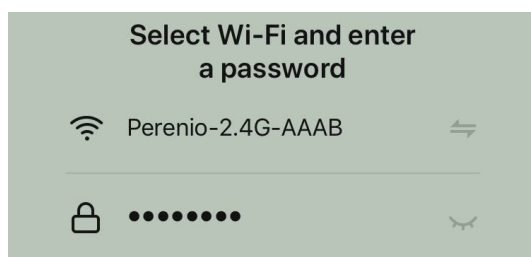 Select Wi-Fi and enter
a password
Perenio-2.4G-AAAB
••••••••